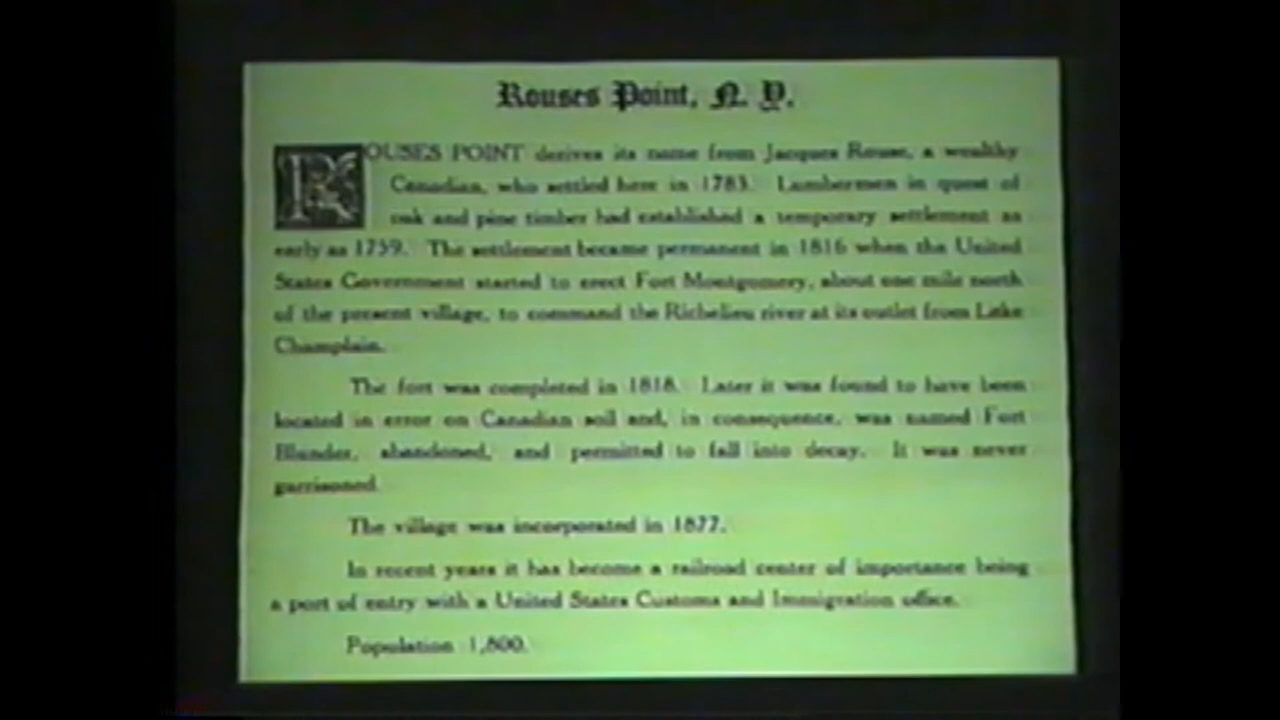 Rouses Point, N. Y.
ROUSES POINT derives its name from Jacques Rouse, a wealthy
Canadian, who settled here in 1783. Lumbermen in quest of
oak and pine timber had established a temporary settlement as
early as 1759. The settlement became permanent in 1816 when the United
States Government started to erect Fort Montgomery, about one mile north
of the present village, to command the Richelieu river at its outlet from Lake
Champlain.
The fort was completed in 1818. Later it was found to have been
located in error on Canadian soil and, in consequence, was named Fort
Blunder, abandoned, and permitted to fall into decay. It was never
garrisoned.
The village was incorporated in 1877.
In recent years it has become a railroad center of importance being
a port of entry with a United States Customs and Immigration office.
Population 1,800.